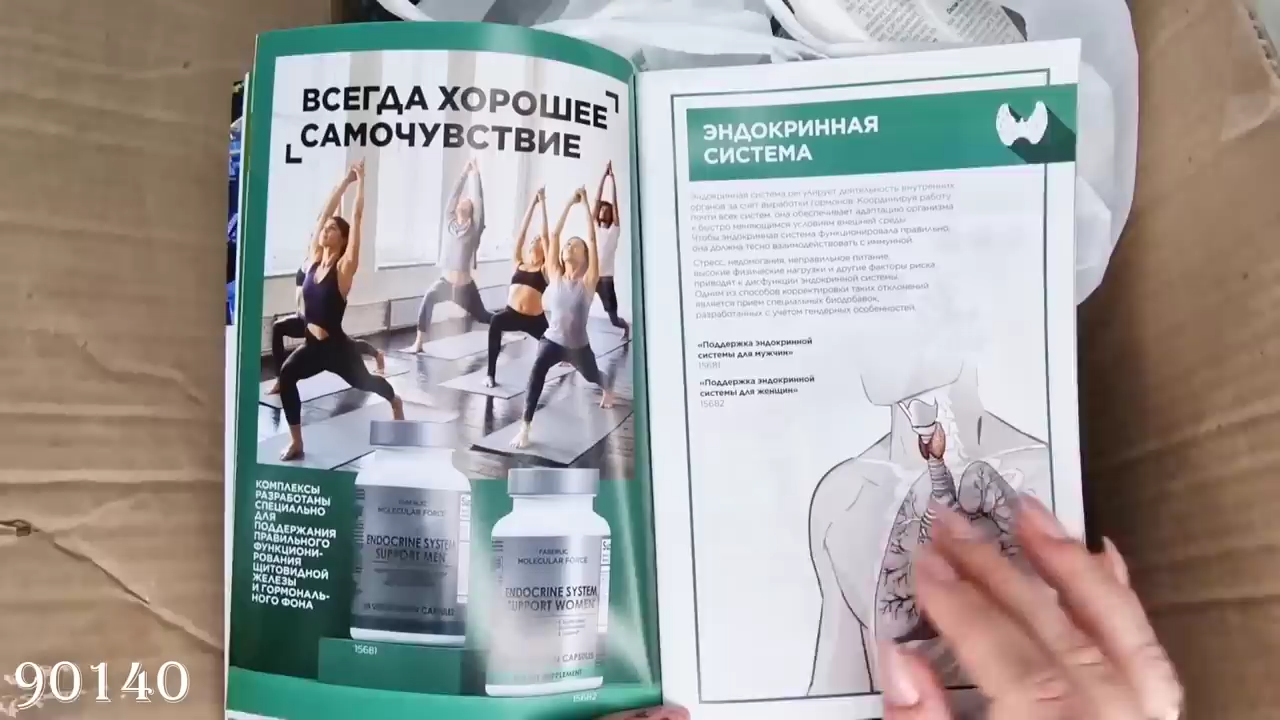 ВСЕГДА ХОРОШЕЕ
САМОЧУВСТВИЕ
КОМПЛЕКСЫ
РАЗРАБОТАНЫ
СПЕЦИАЛЬНО
ДЛЯ
ПОДДЕРЖАНИЯ
ПРАВИЛЬНОГО
ФУНКЦИОНИ-
РОВАНИЯ
ЩИТОВИДНОЙ
ЖЕЛЕЗЫ
И ГОРМОНАЛЬ-
НОГО ФОНА
FABERLIC
MOLECULAR FORCE
ENDOCRINE SYSTEM
SUPPORT MEN
CAPSULES
15681
FABERLIC
MOLECULAR FORCE
ENDOCRINE SYSTEM
SUPPORT WOMEN
CAPSULES
SUPPLEMENT
15682
ЭНДОКРИННАЯ
СИСТЕМА
Эндокринная система регулирует деятельность внутренних
органов за счёт выработки гормонов. Координируя работу
почти всех систем, она обеспечивает адаптацию организма
к быстро меняющимся условиям внешней среды.
Чтобы эндокринная система функционировала правильно,
она должна тесно взаимодействовать с иммунной.
Стресс, недомогания, неправильное питание,
высокие физические нагрузки и другие факторы риска
приводят к дисфункции эндокринной системы.
Одним из способов корректировки таких отклонений
является прием специальных биодобавок,
разработанных с учетом гендерных особенностей.
«Поддержка эндокринной
системы для мужчин»
15681
«Поддержка эндокринной
системы для женщин»
15682
90140